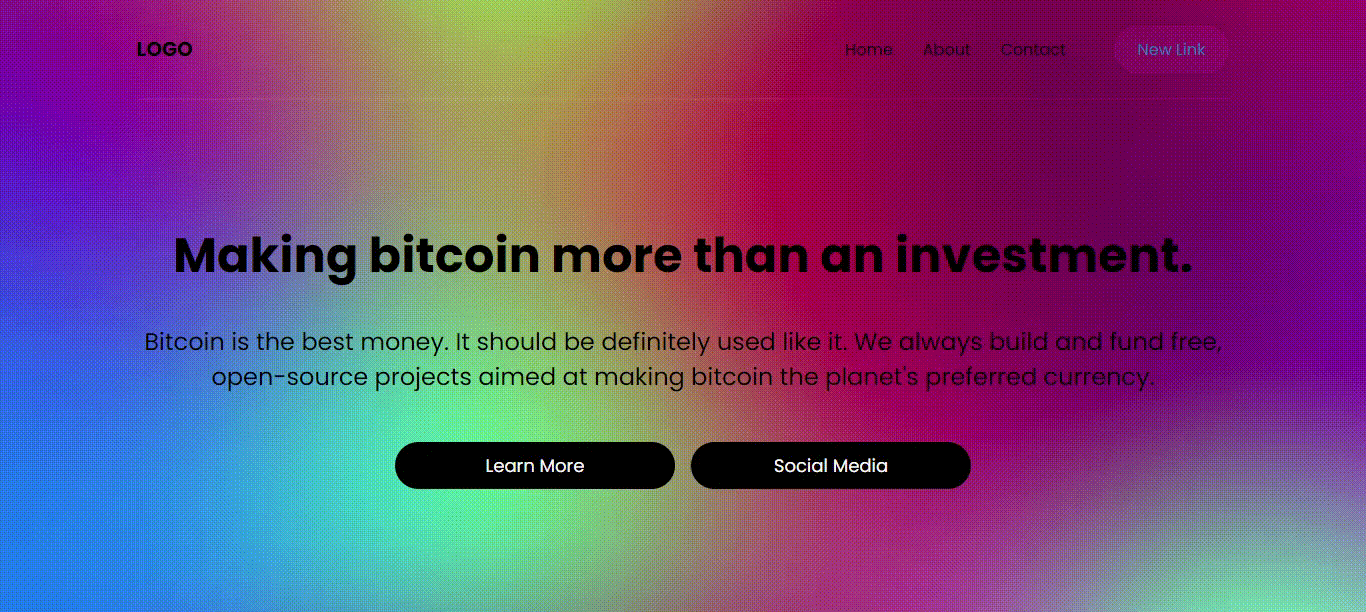 LOGO
Home About Contact New Link
Making bitcoin more than an investment.
Bitcoin is the best money. It should be definitely used like it. We always build and fund free,
open-source projects aimed at making bitcoin the planet's preferred currency.
Learn More Social Media